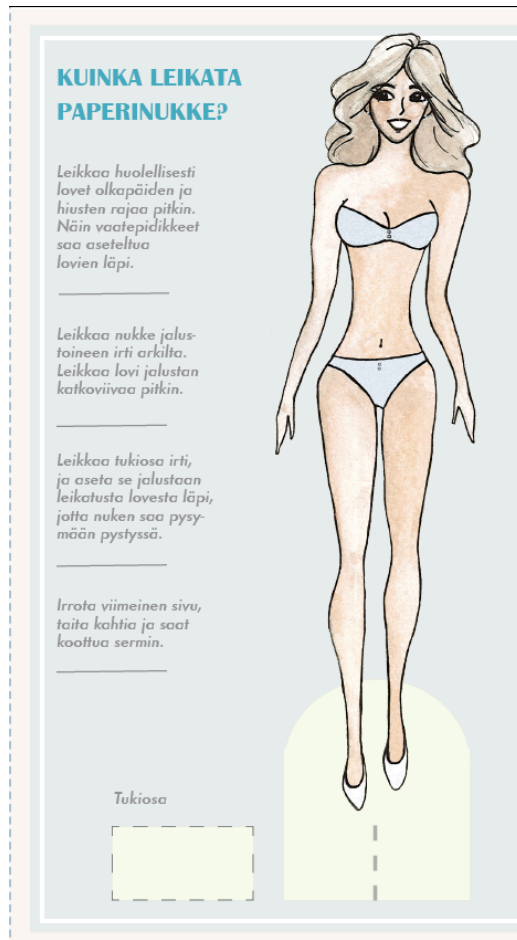 KUINKA LEIKATA
PAPERINUKKE?
Leikkaa huolellisesti
lovet olkapäiden ja
hiusten rajaa pitkin.
Näin vaatepidikkeet
saa aseteltua
lovien läpi.
Leikkaa nukke jalus-
toineen irti arkilta.
Leikkaa lovi jalustan
katkoviivaa pitkin.
Leikkaa tukiosa irti,
ja aseta se jalustaan
leikatusta lovesta läpi,
jotta nuken saa pysy-
mään pystyssä.
Irrota viimeinen sivu,
taita kahtia ja saat
koottua sermin.
Tukiosa